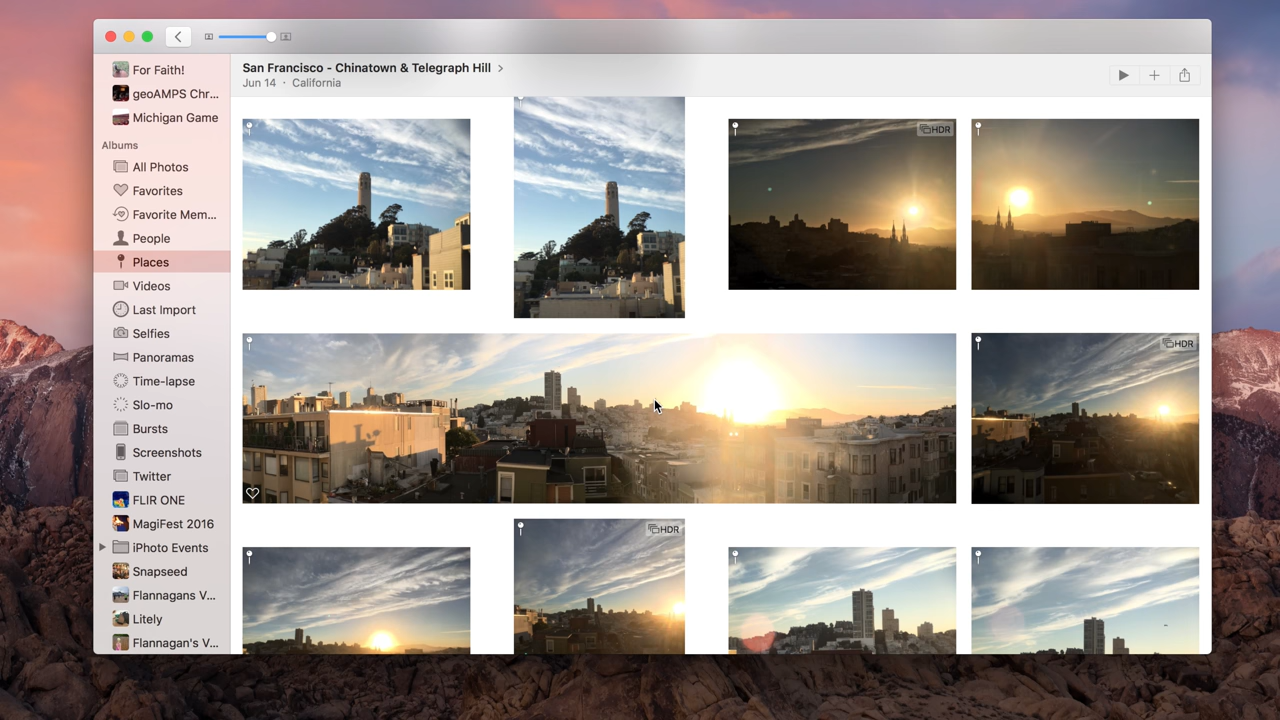 San Francisco - Chinatown & Telegraph Hill
Jun 14 · California
For Faith!
geoAMPS Chr...
Michigan Game
Albums
All Photos
Favorites
Favorite Mem...
People
Places
Videos
Last Import
Selfies
Panoramas
Time-lapse
Slo-mo
Bursts
Screenshots
Twitter
FLIR ONE
MagiFest 2016
iPhoto Events
Snapseed
Flannagans V...
Litely
Flannagan's V...
HDR
HDR
HDR